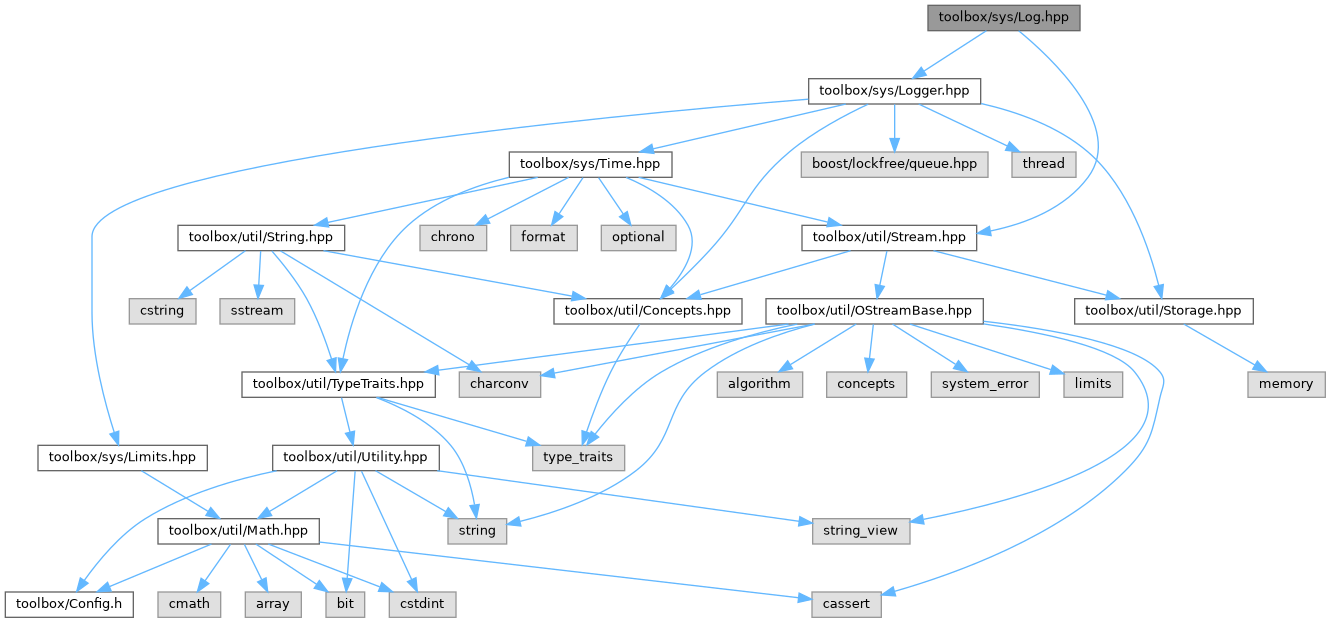 toolbox/sys/Log.hpp
toolbox/sys/Logger.hpp
toolbox/sys/Time.hpp
boost/lockfree/queue.hpp
thread
toolbox/util/String.hpp
chrono
format
optional
toolbox/util/Stream.hpp
cstring
sstream
toolbox/util/Concepts.hpp
toolbox/util/OStreamBase.hpp
toolbox/util/Storage.hpp
toolbox/util/TypeTraits.hpp
charconv
algorithm
concepts
system_error
limits
memory
toolbox/sys/Limits.hpp
toolbox/util/Utility.hpp
type_traits
toolbox/util/Math.hpp
string
string_view
toolbox/Config.h
cmath
array
bit
cstdint
cassert